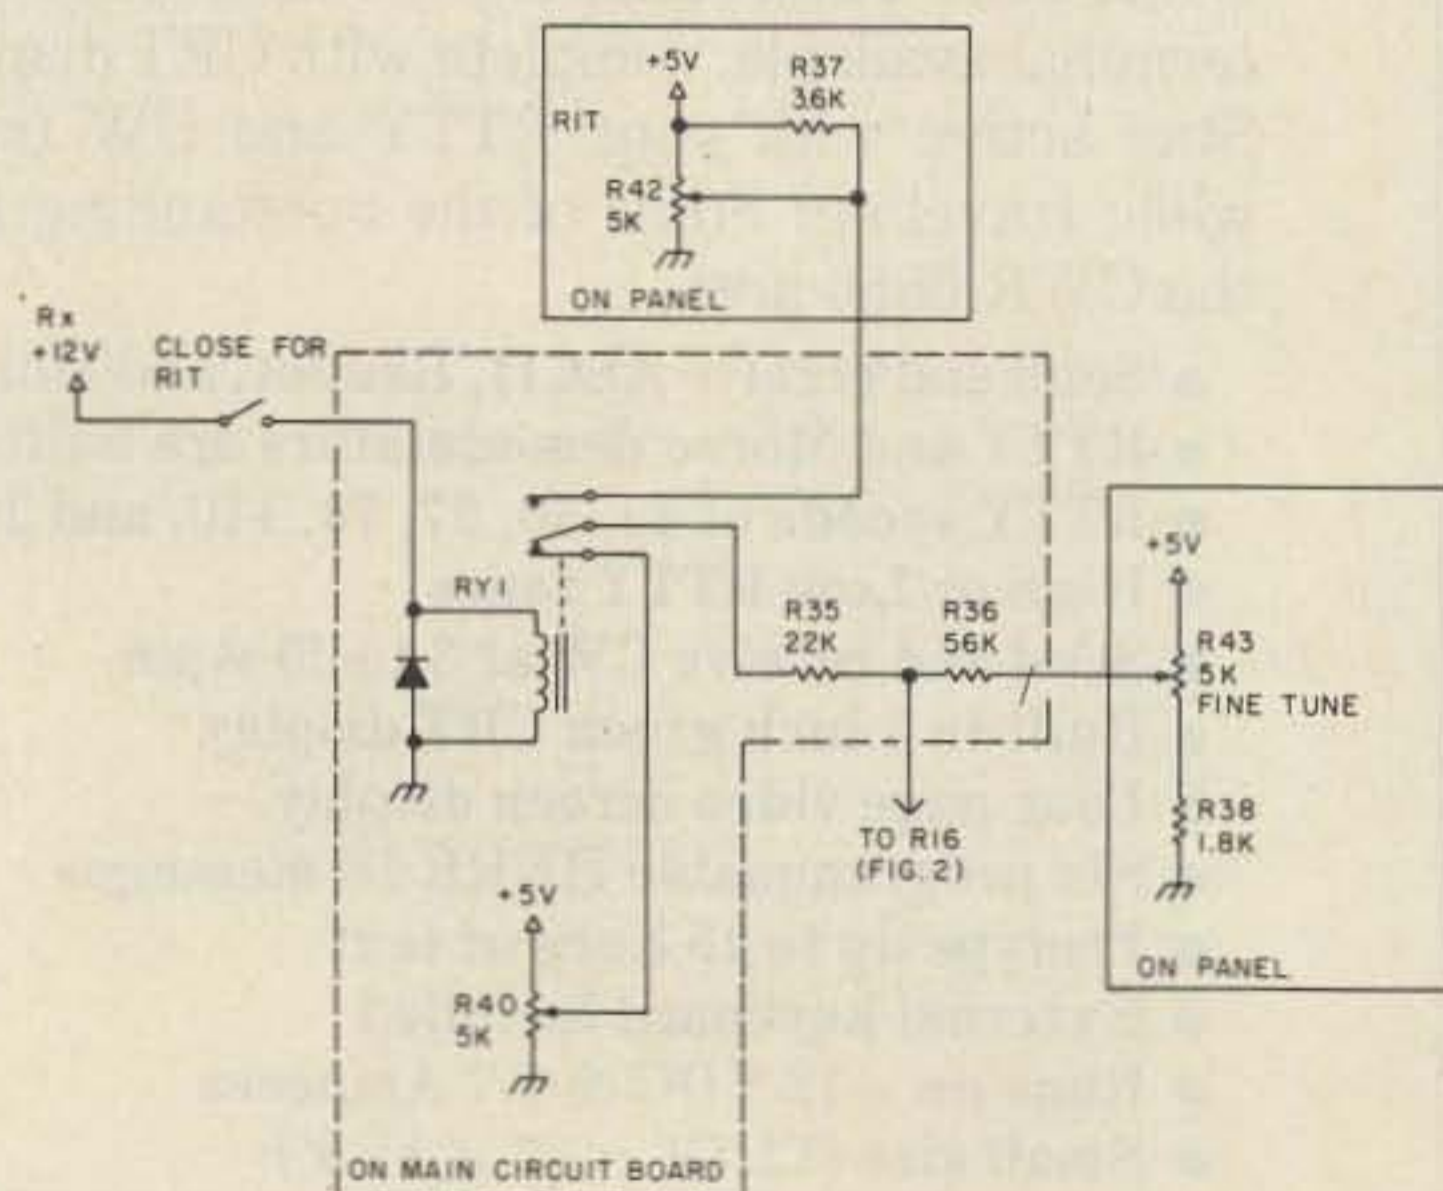 +5V
R37
36K
RIT
R42
5K
ON PANEL
Rx
+12V
CLOSE FOR
RIT
RY1
R35
22K
R36
56K
+5V
R43
5K
FINE TUNE
R38
1.8K
ON PANEL
TO R16
(FIG. 2)
+5V
R40
5K
ON MAIN CIRCUIT BOARD